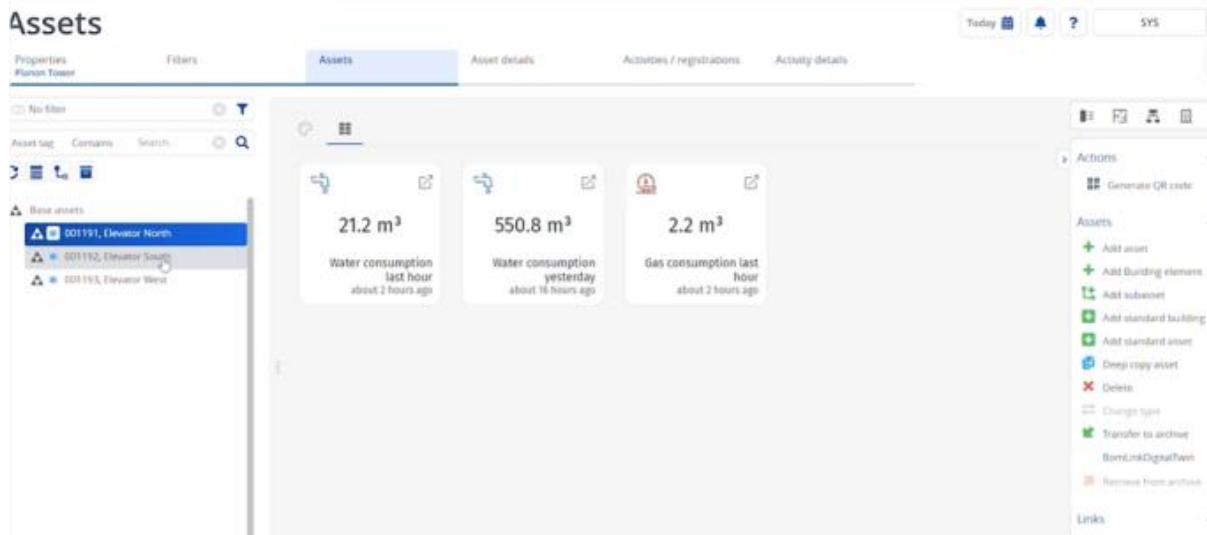 Assets
Today
?
SYS
Properties
Planon Tower
Filters
Assets
Asset details
Activities / registrations
Activity details
No filter
Asset tag Contains Search
Base assets
001191, Elevator North
001192, Elevator South
001193, Elevator West
21.2 m³
Water consumption
last hour
about 2 hours ago
550.8 m³
Water consumption
yesterday
about 16 hours ago
2.2 m³
Gas consumption last
hour
about 2 hours ago
Actions
Generate QR code
Assets
Add asset
Add Building element
Add subasset
Add standard building
Add standard asset
Deep copy asset
Delete
Change type
Transfer to archive
BomLinkDigitalTwin
Retrieve from archive
Links